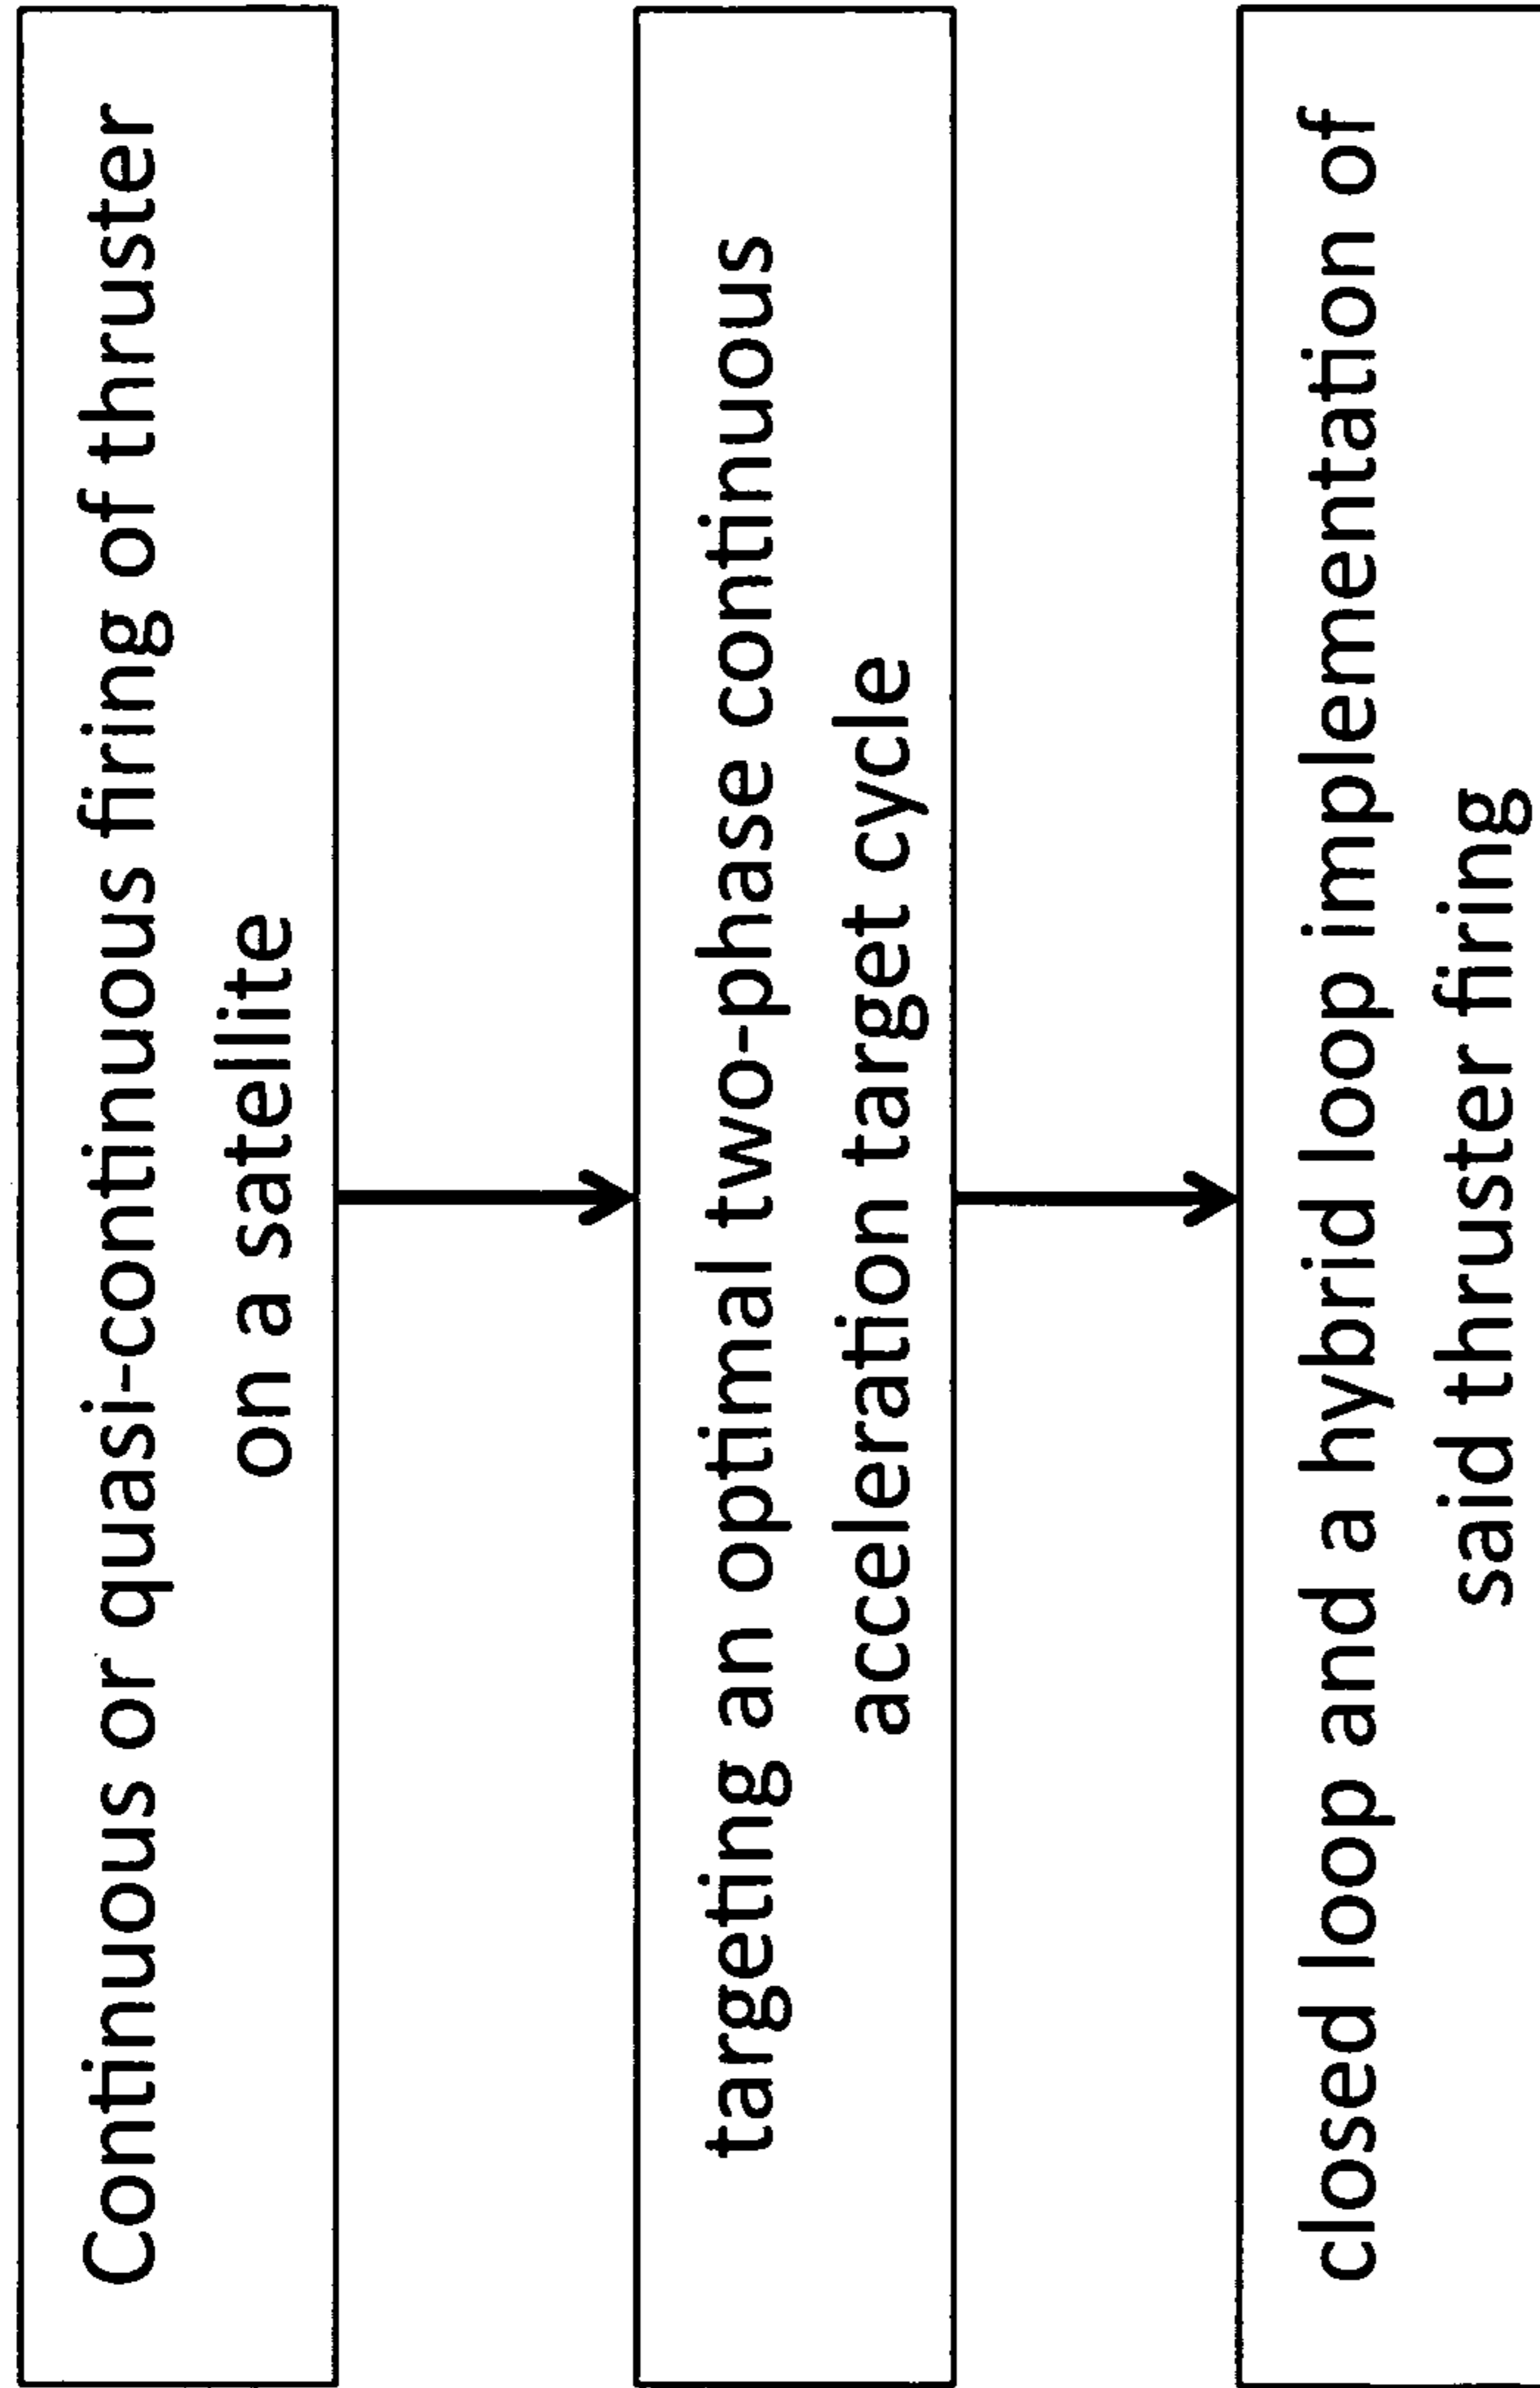 Continuous or quasi-continuous firing of thruster
on a satellite
targeting an optimal two-phase continuous
acceleration target cycle
closed loop and a hybrid loop implementation of
said thruster firing